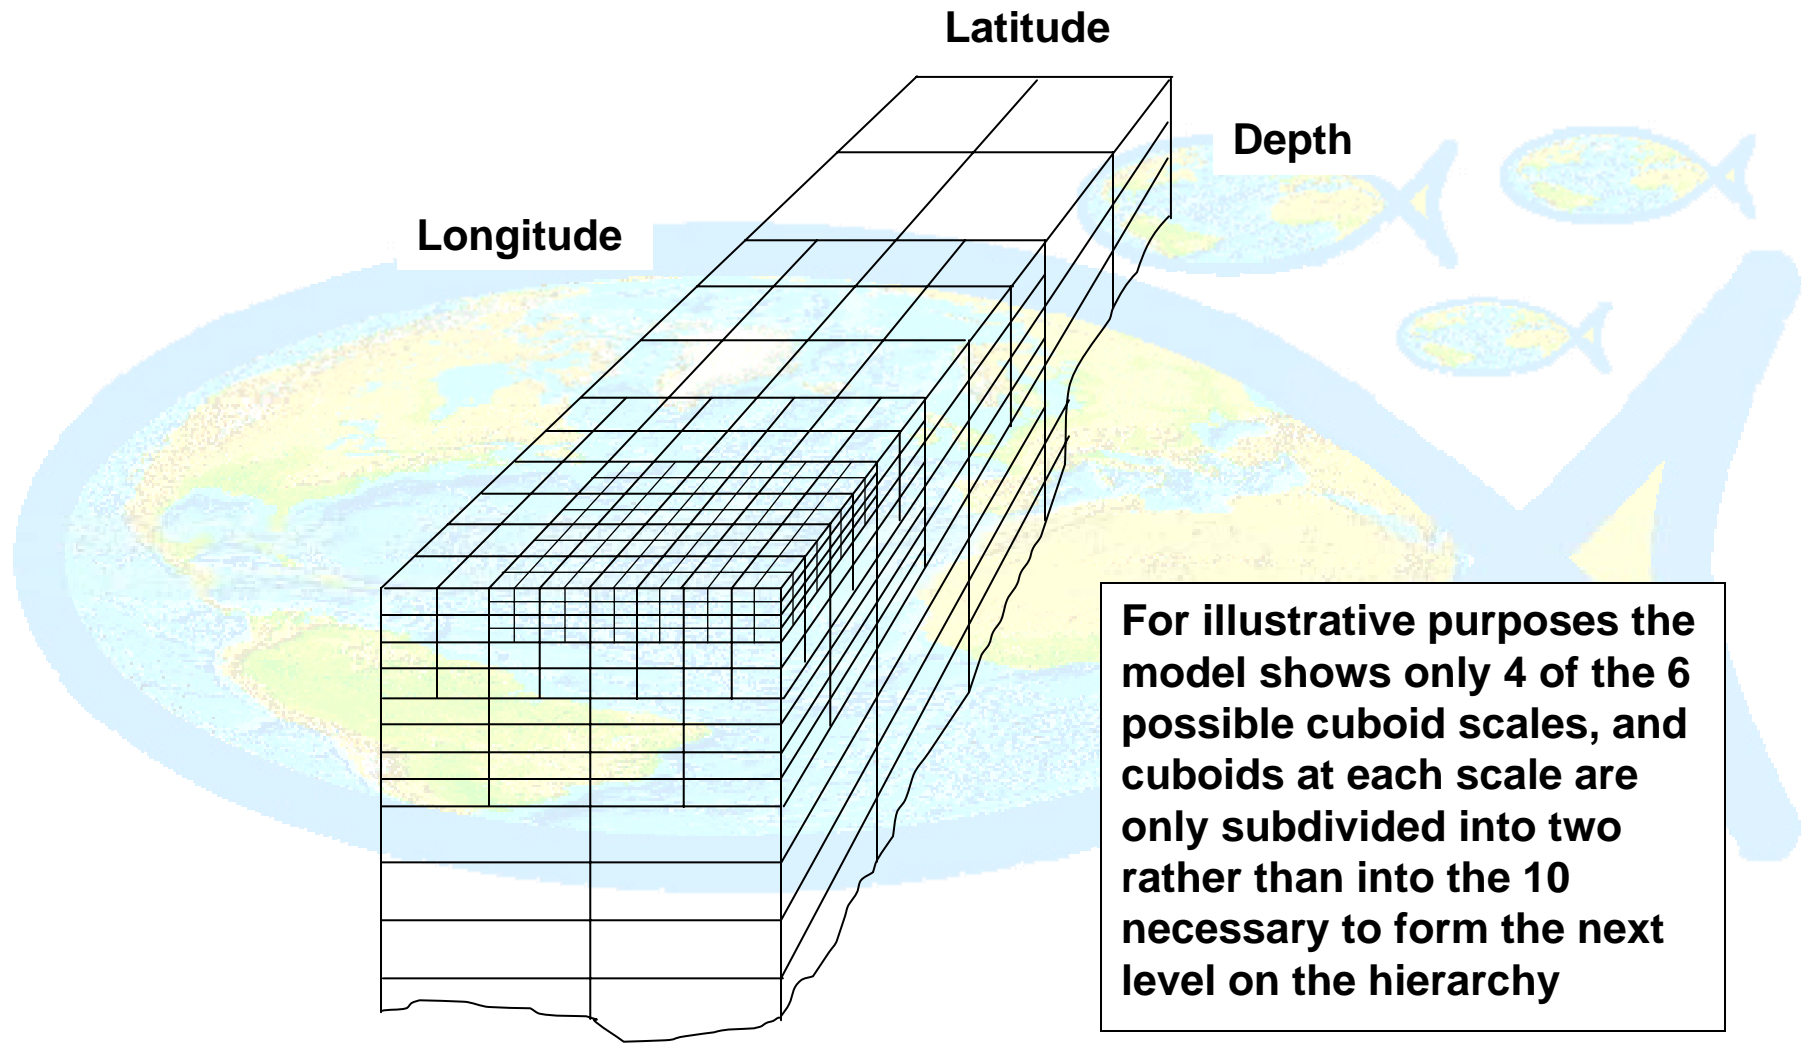 Latitude
Depth
Longitude
For illustrative purposes the
model shows only 4 of the 6
possible cuboid scales, and
cuboids at each scale are
only subdivided into two
rather than into the 10
necessary to form the next
level on the hierarchy